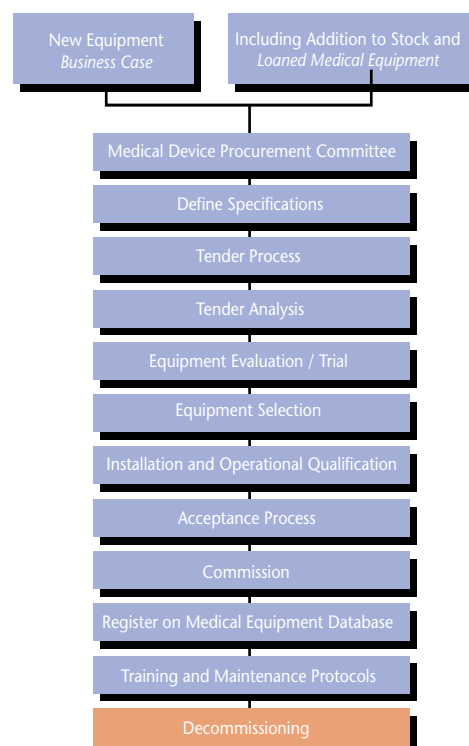 New Equipment
Business Case
Including Addition to Stock and
Loaned Medical Equipment
Medical Device Procurement Committee
Define Specifications
Tender Process
Tender Analysis
Equipment Evaluation / Trial
Equipment Selection
Installation and Operational Qualification
Acceptance Process
Commission
Register on Medical Equipment Database
Training and Maintenance Protocols
Decommissioning